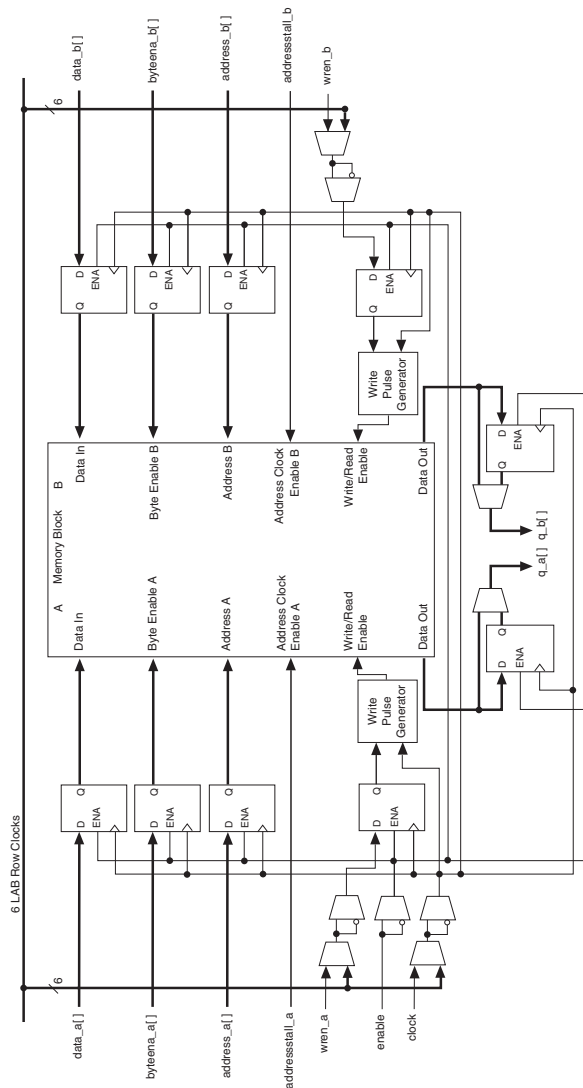 6 LAB Row Clocks
6
data_b[ ]
byteena_b[ ]
address_b[ ]
addressstall_b
wren_b
6
D
ENA
Q
D
ENA
Q
D
ENA
Q
D
ENA
Q
Write
Pulse
Generator
A
Memory Block
B
Data In
Byte Enable B
Address B
Address Clock
Enable B
Write/Read
Enable
Data Out
Data In
Byte Enable A
Address A
Address Clock
Enable A
Write/Read
Enable
Data Out
D
ENA
Q
q_b[ ]
q_a[ ]
D
ENA
Q
Write
Pulse
Generator
Q
D
ENA
Q
D
ENA
Q
D
ENA
Q
D
ENA
data_a[ ]
byteena_a[ ]
address_a[ ]
addressstall_a
wren_a
enable
clock